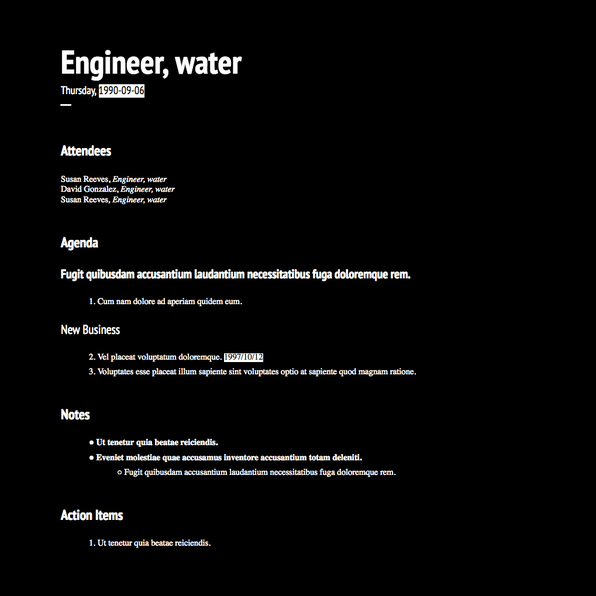 Engineer, water
Thursday, 1990-09-06
Attendees
Susan Reeves, Engineer, water
David Gonzalez, Engineer, water
Susan Reeves, Engineer, water
Agenda
Fugit quibusdam accusantium laudantium necessitatibus fuga doloremque rem.
1. Cum nam dolore ad aperiam quidem eum.
New Business
2. Vel placeat voluptatum doloremque. 1997/10/12
3. Voluptates esse placeat illum sapiente sint voluptates optio at sapiente quod magnam ratione.
Notes
● Ut tenetur quia beatae reiciendis.
● Eveniet molestiae quae accusamus inventore accusantium totam deleniti.
○ Fugit quibusdam accusantium laudantium necessitatibus fuga doloremque rem.
Action Items
1. Ut tenetur quia beatae reiciendis.